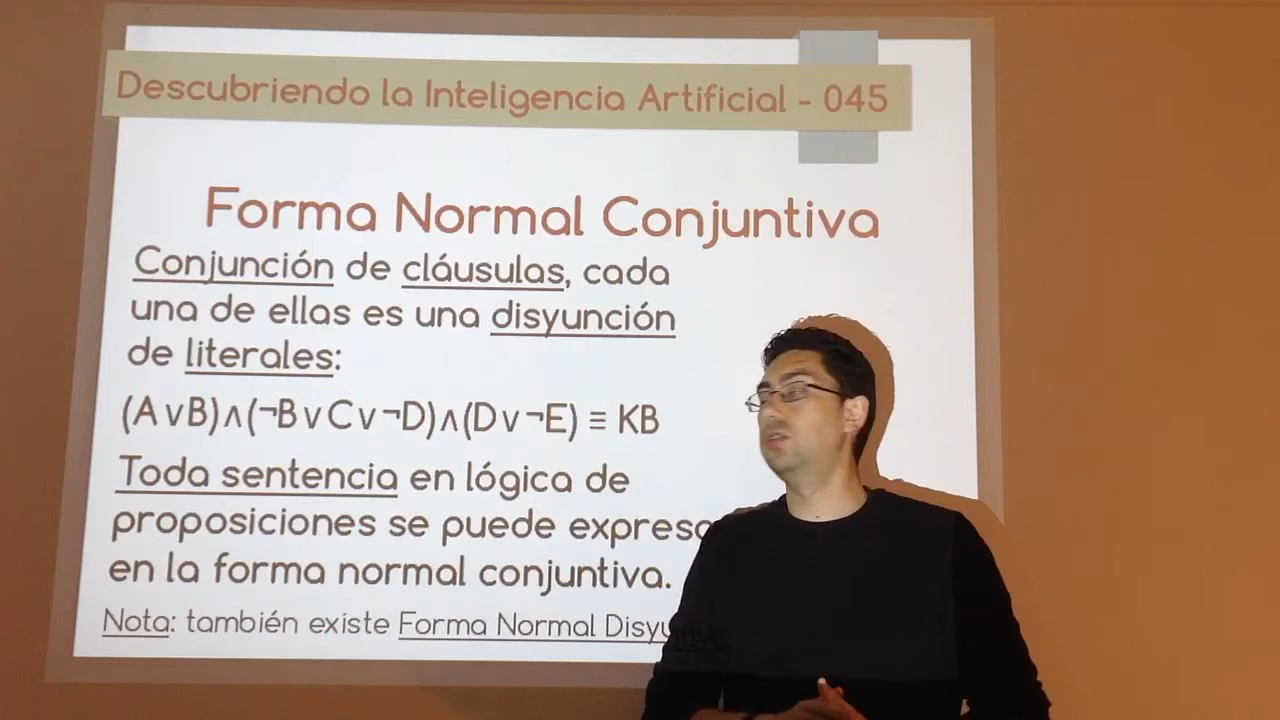 Descubriendo la Inteligencia Artificial - 045
Forma Normal Conjuntiva
Conjunción de cláusulas, cada
una de ellas es una disyunción
de literales:
(A∨B)∧(¬B∨C∨¬D)∧(D∨¬E) ≡ KB
Toda sentencia en lógica de
proposiciones se puede expresa
en la forma normal conjuntiva.
Nota: también existe Forma Normal Disyuntiva